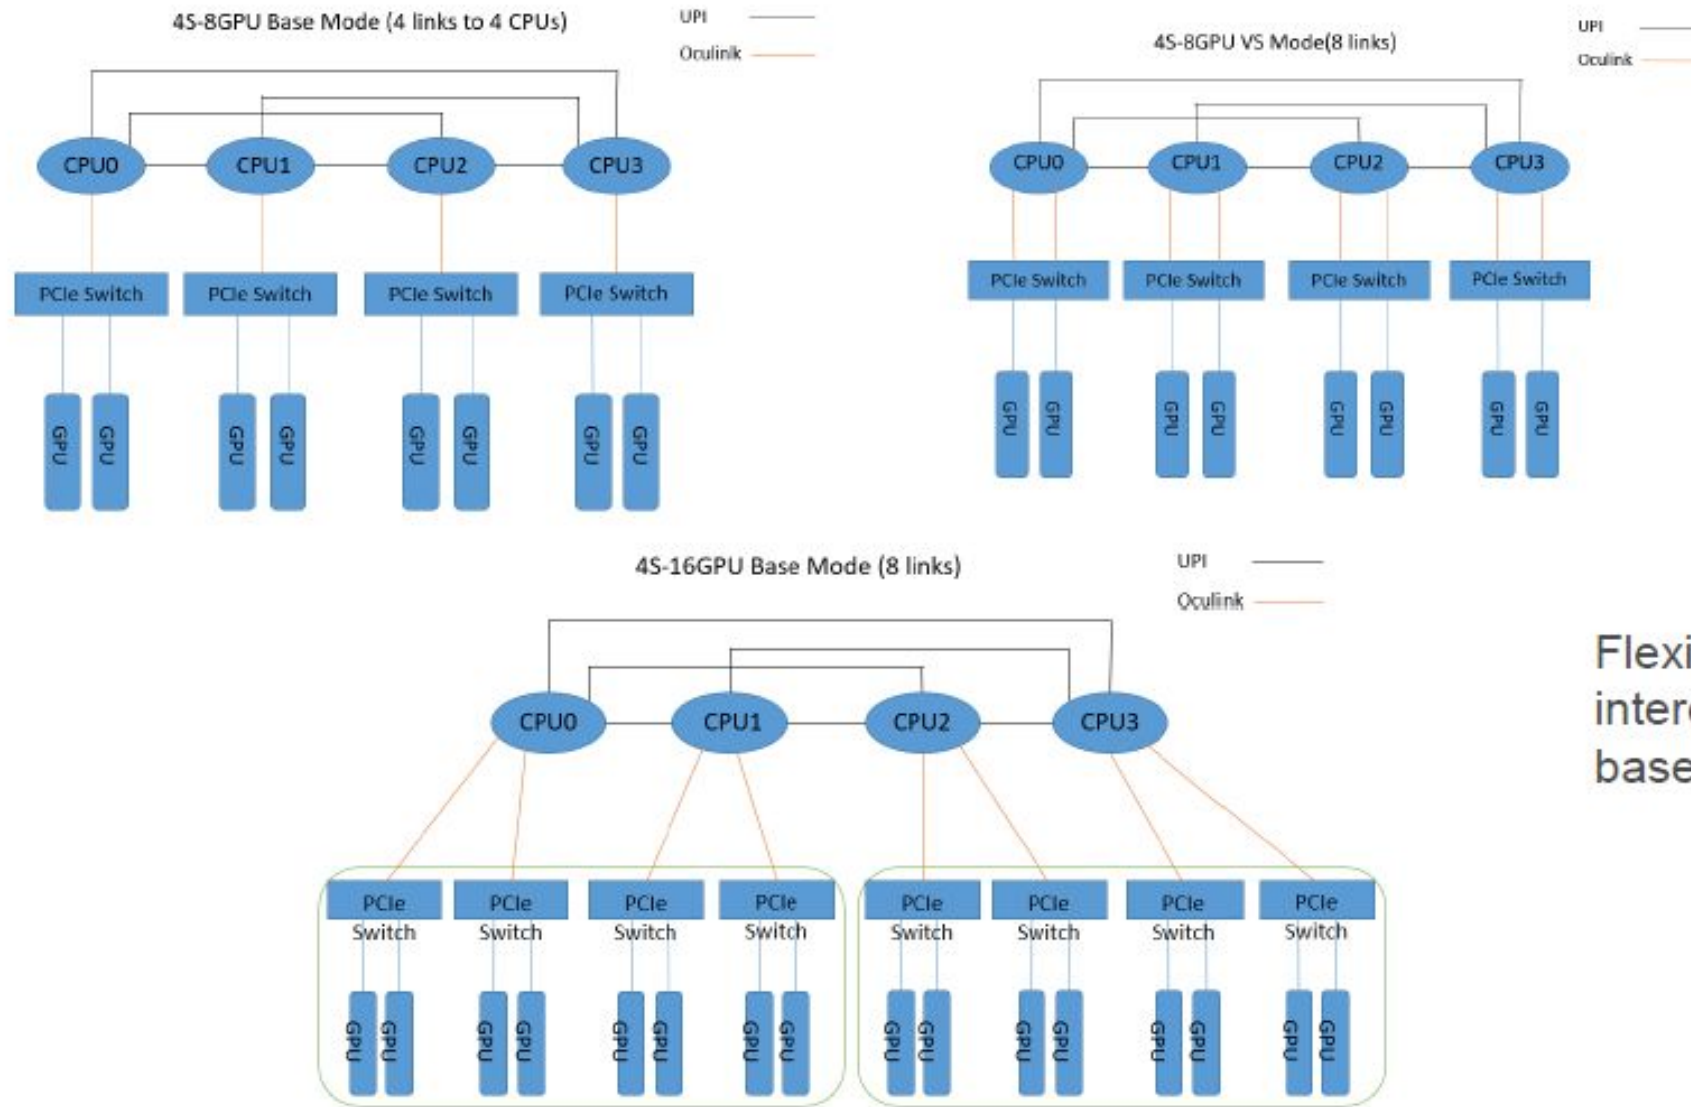 4S-8GPU Base Mode (4 links to 4 CPUs)
UPI
Oculink
CPU0 CPU1 CPU2 CPU3
PCIe Switch PCIe Switch PCIe Switch PCIe Switch
GPU GPU GPU GPU GPU GPU GPU GPU
4S-8GPU VS Mode(8 links)
UPI
Oculink
CPU0 CPU1 CPU2 CPU3
PCIe Switch PCIe Switch PCIe Switch PCIe Switch
GPU GPU GPU GPU GPU GPU GPU GPU
4S-16GPU Base Mode (8 links)
UPI
Oculink
CPU0 CPU1 CPU2 CPU3
PCIe PCIe PCIe PCIe PCIe PCIe PCIe PCIe
Switch Switch Switch Switch Switch Switch Switch Switch
GPU GPU GPU GPU GPU GPU GPU GPU GPU GPU GPU GPU GPU GPU GPU GPU
base